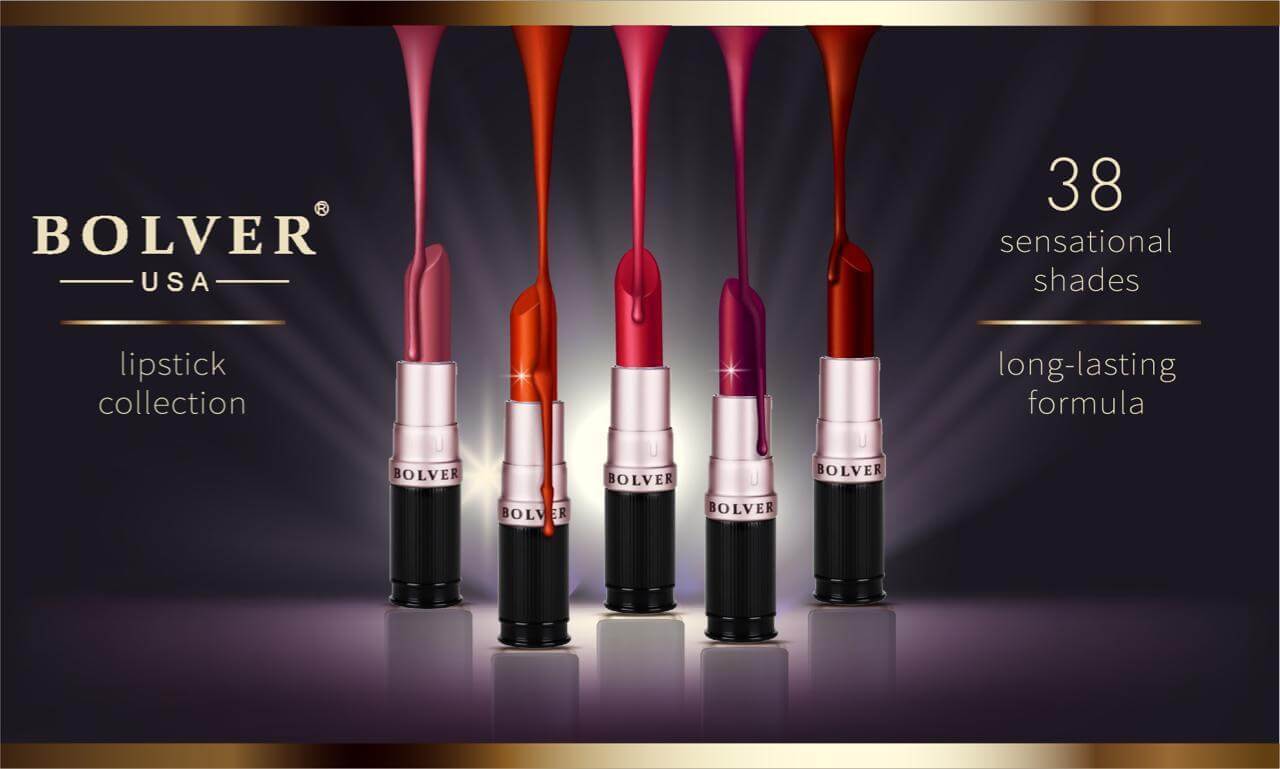 BOLVER®
USA
lipstick
collection
38
sensational
shades
long-lasting
formula
BOLVER
BOLVER
BOLVER
BOLVER
BOLVER